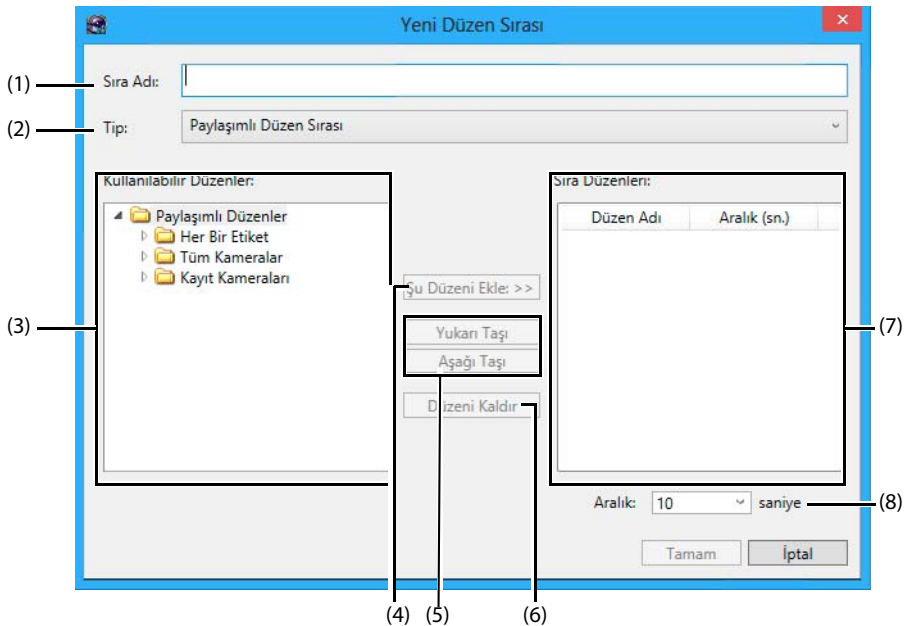 Yeni Düzen Sırası
(1)
Sıra Adı:
(2)
Tip:
Paylaşımlı Düzen Sırası
Kullanılabilir Düzenler:
Paylaşımlı Düzenler
Her Bir Etiket
Tüm Kameralar
Kayıt Kameraları
(3)
Şu Düzeni Ekle: >>
Yukarı Taşı
Aşağı Taşı
Düzeni Kaldır
Sıra Düzenleri:
Düzen Adı Aralık (sn.)
(7)
Aralık: 10 saniye
(8)
Tamam İptal
(4) (5) (6)